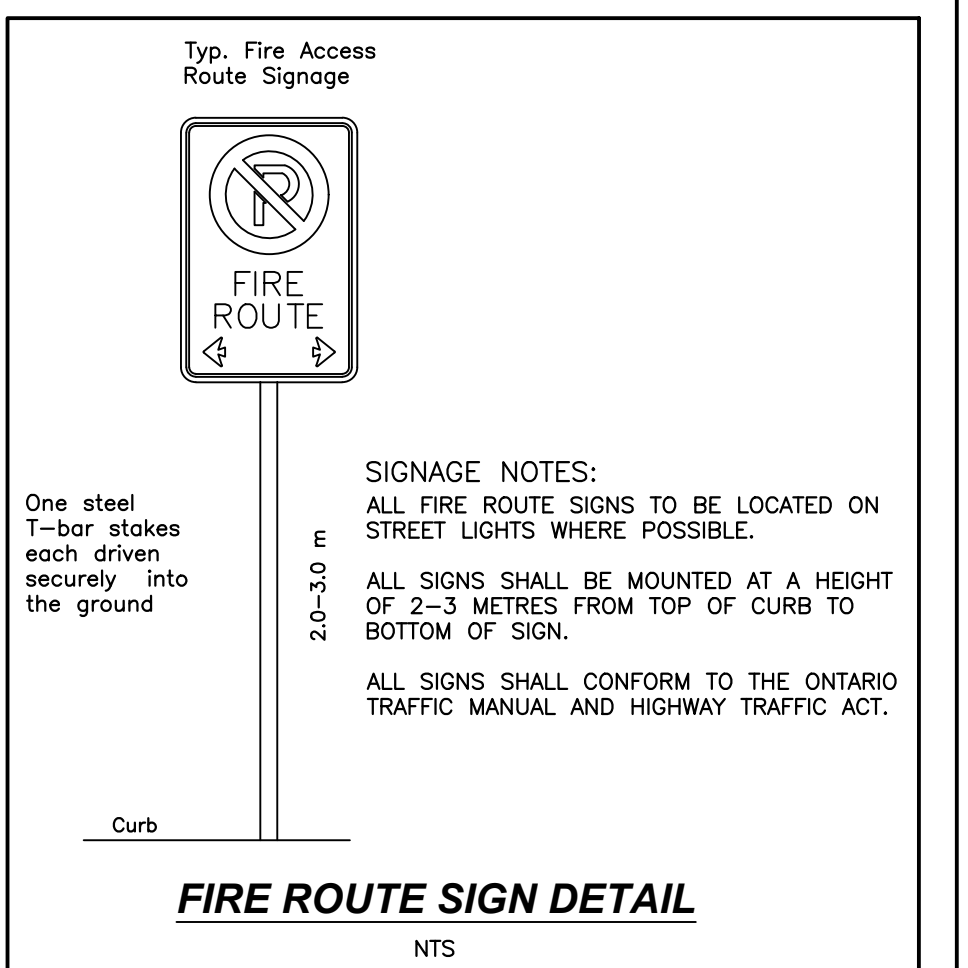 Typ. Fire Access
Route Signage
P
FIRE
ROUTE
One steel
T-bar stakes
each driven
securely into
the ground
2.0-3.0 m
SIGNAGE NOTES:
ALL FIRE ROUTE SIGNS TO BE LOCATED ON
STREET LIGHTS WHERE POSSIBLE.
ALL SIGNS SHALL BE MOUNTED AT A HEIGHT
OF 2-3 METRES FROM TOP OF CURB TO
BOTTOM OF SIGN.
ALL SIGNS SHALL CONFORM TO THE ONTARIO
TRAFFIC MANUAL AND HIGHWAY TRAFFIC ACT.
Curb
FIRE ROUTE SIGN DETAIL
NTS